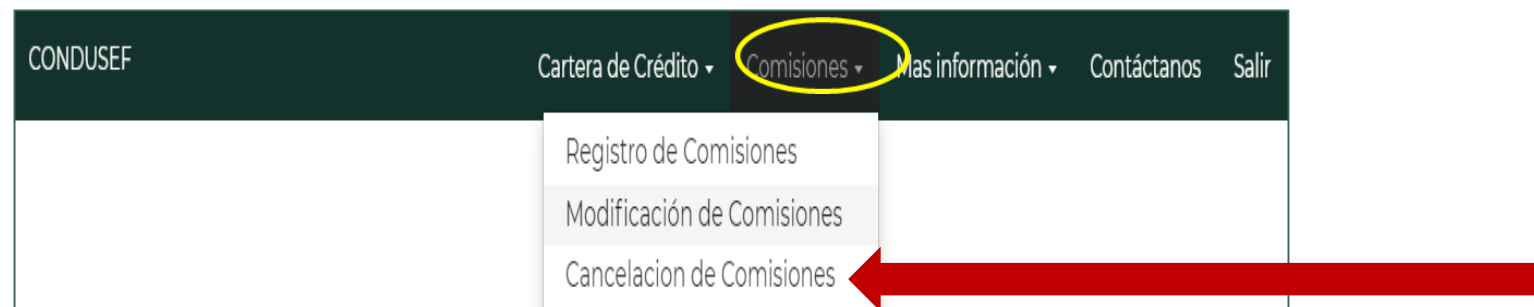 CONDUSEF
Cartera de Crédito Comisiones Mas información Contáctanos Salir
Registro de Comisiones
Modificación de Comisiones
Cancelacion de Comisiones